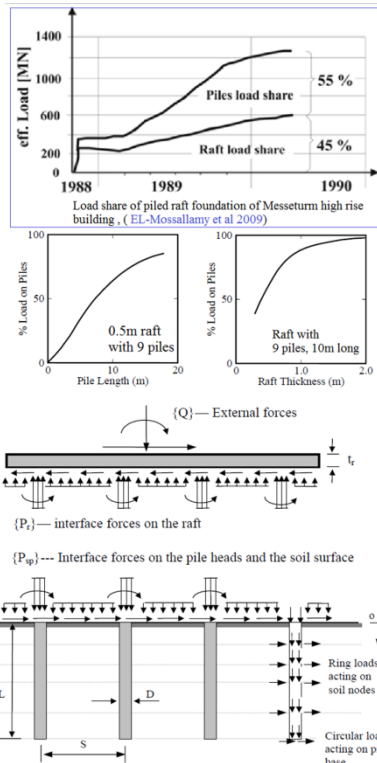 1400
1000
600
200
0
eff. Load [MN]
Piles load share
Raft load share
55 %
45 %
1988
1989
1990
Load share of piled raft foundation of Messeturm high rise
building , ( EL-Mossallamy et al 2009)
100
50
0
% Load on Piles
0.5m raft
with 9 piles
0
10
20
Pile Length (m)
100
50
0
% Load on Piles
Raft with
9 piles, 10m long
0
1.0
2.0
Raft Thickness (m)
{Q}— External forces
tr
{Pr}— interface forces on the raft
{Psp}--- Interface forces on the pile heads and the soil surface
o
L
D
S
Ring loads
acting on
soil nodes
Circular loa
acting on pi
base